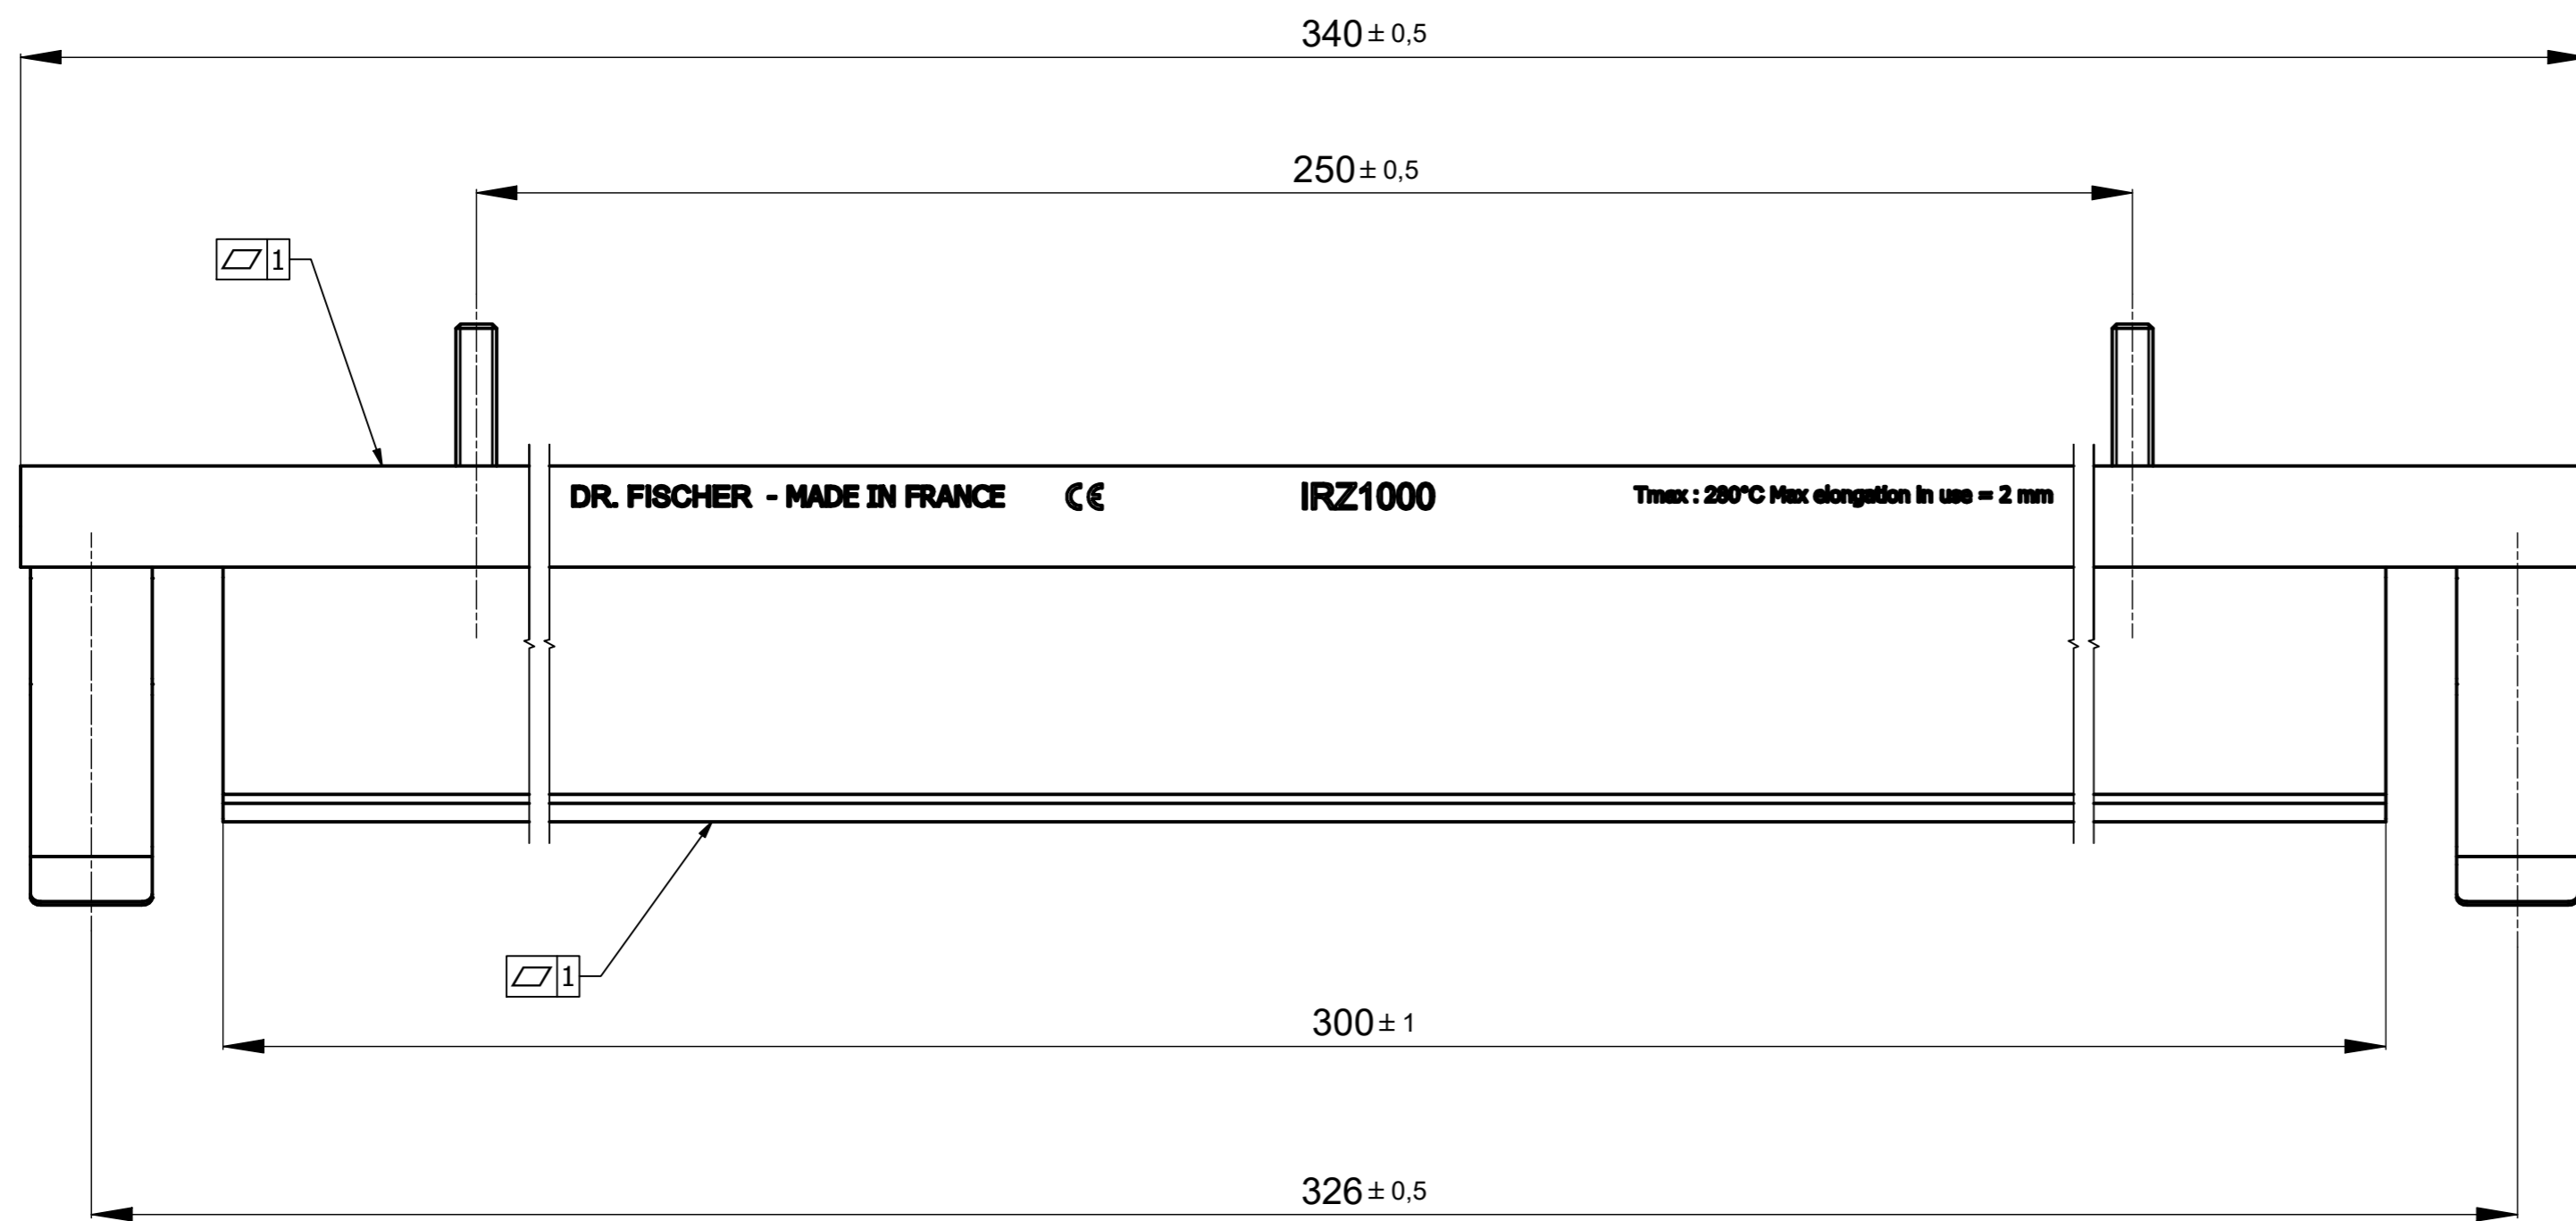 340 ± 0,5
250 ± 0,5
1
DR. FISCHER - MADE IN FRANCE CE IRZ1000 Tmax : 280°C Max elongation in use = 2 mm
1
300 ± 1
326 ± 0,5